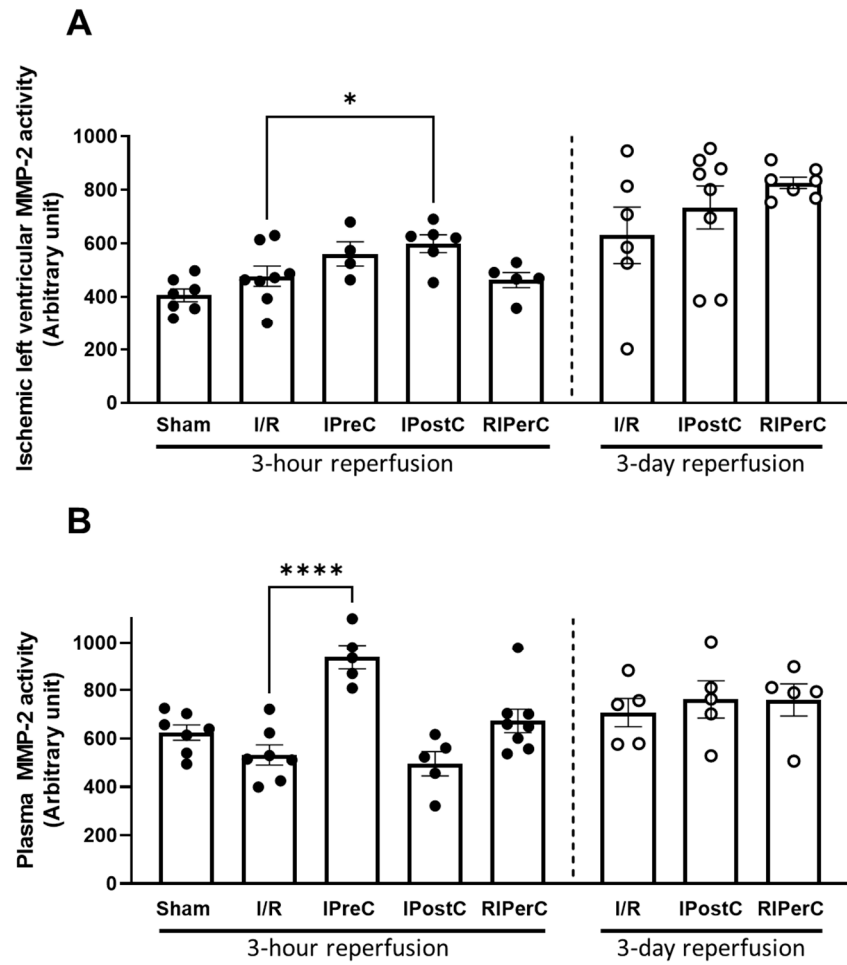 A
Ischemic left ventricular MMP-2 activity
(Arbitrary unit)
1000
800
600
400
200
0
*
Sham I/R IPreC IPostC RIPerC I/R IPostC RIPerC
3-hour reperfusion 3-day reperfusion
B
Plasma MMP-2 activity
(Arbitrary unit)
1000
800
600
400
200
0
****
Sham I/R IPreC IPostC RIPerC I/R IPostC RIPerC
3-hour reperfusion 3-day reperfusion